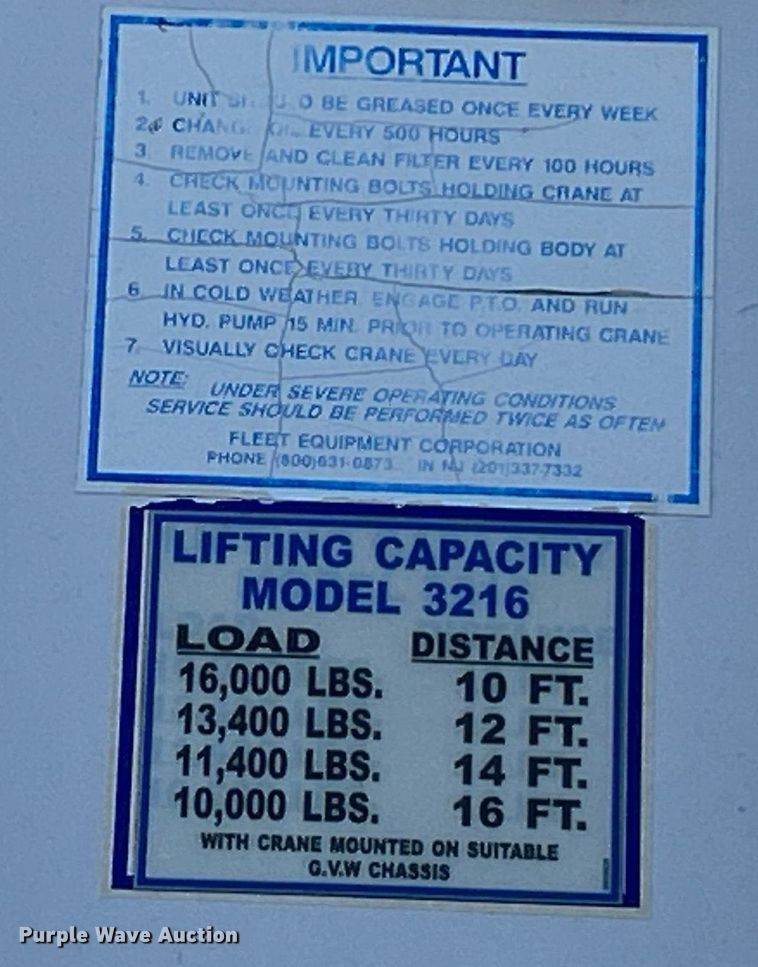 IMPORTANT
1. UNIT BE GREASED ONCE EVERY WEEK
2. EVERY 500 HOURS
3. REMOVE AND CLEAN FILTER EVERY 100 HOURS
4. CHECK MOUNTING BOLTS HOLDING CRANE AT
LEAST ONCE EVERY THIRTY DAYS
5. CHECK MOUNTING BOLTS HOLDING BODY AT
LEAST ONCE EVERY THIRTY DAYS
6. IN COLD WEATHER ENGAGE P.T.O. AND RUN
HYD. PUMP 15 MIN. PRIOR TO OPERATING CRANE
7. VISUALLY CHECK CRANE EVERY DAY
NOTE: UNDER SEVERE OPERATING CONDITIONS
SERVICE SHOULD BE PERFORMED TWICE AS OFTEN
FLEET EQUIPMENT CORPORATION
PHONE (800)631-0873 IN NJ (201)337-7332
LIFTING CAPACITY
MODEL 3216
LOAD DISTANCE
16,000 LBS. 10 FT.
13,400 LBS. 12 FT.
11,400 LBS. 14 FT.
10,000 LBS. 16 FT.
WITH CRANE MOUNTED ON SUITABLE
G.V.W CHASSIS
Purple Wave Auction